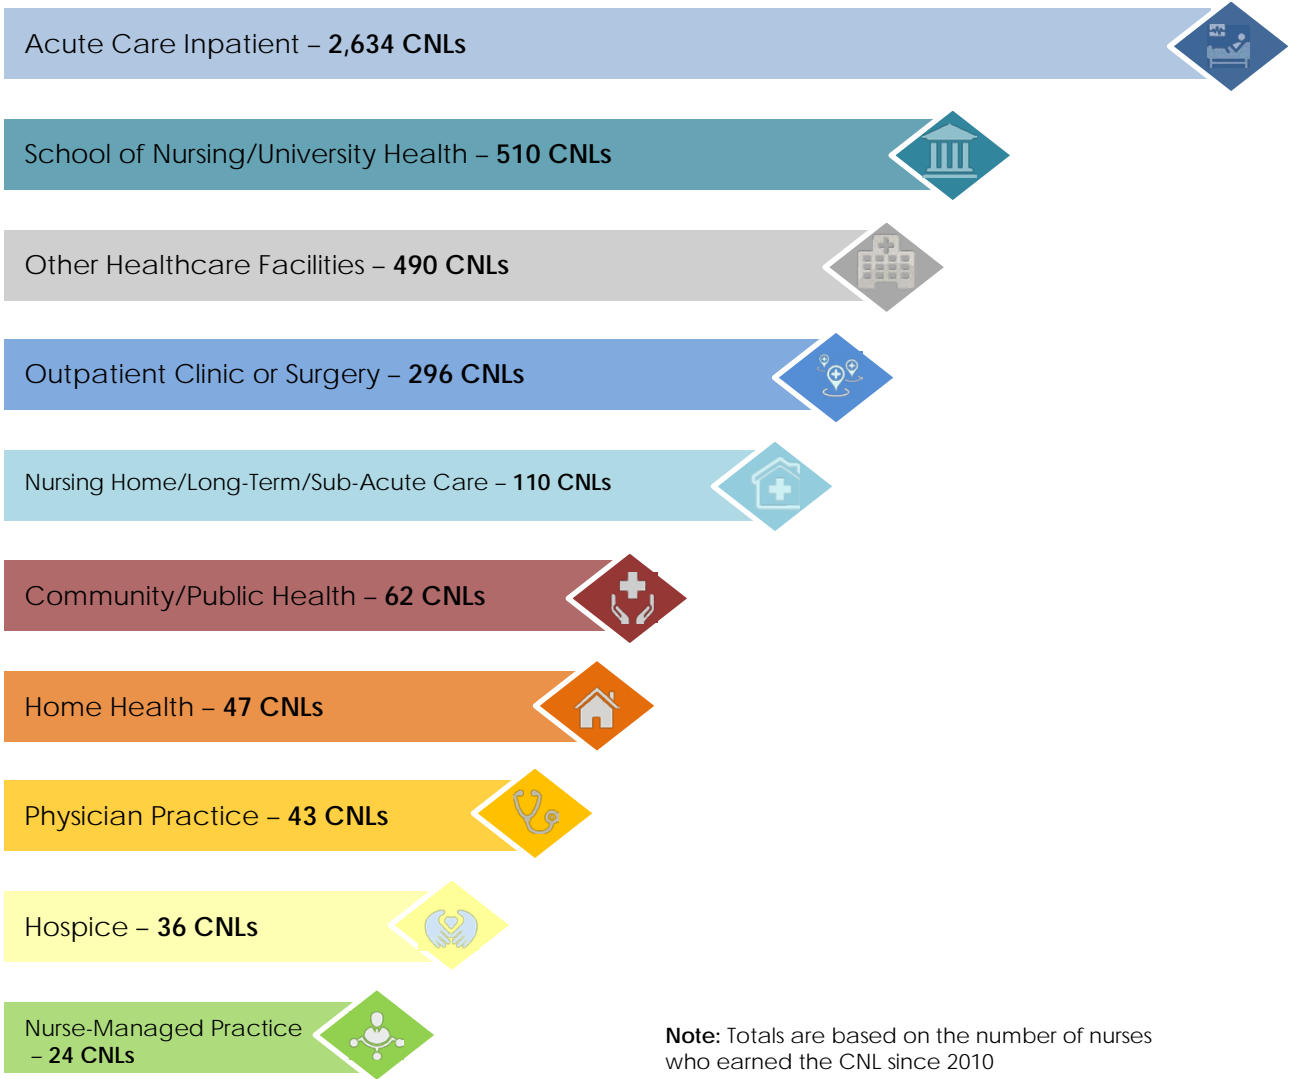 Acute Care Inpatient – 2,634 CNLs
School of Nursing/University Health – 510 CNLs
Other Healthcare Facilities – 490 CNLs
Outpatient Clinic or Surgery – 296 CNLs
Nursing Home/Long-Term/Sub-Acute Care – 110 CNLs
Community/Public Health – 62 CNLs
Home Health – 47 CNLs
Physician Practice – 43 CNLs
Hospice – 36 CNLs
Nurse-Managed Practice
– 24 CNLs
Note: Totals are based on the number of nurses
who earned the CNL since 2010